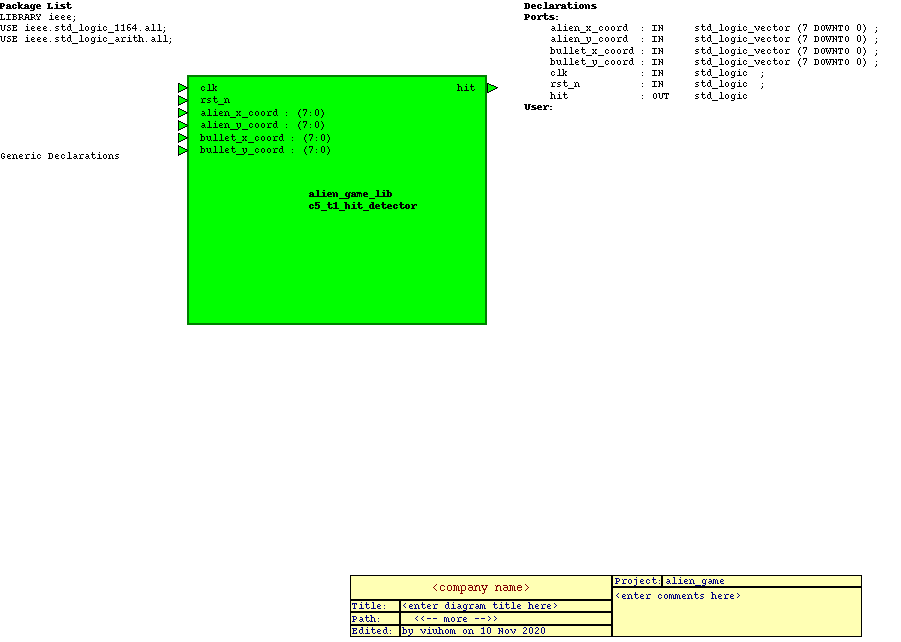 Package List
LIBRARY ieee;
USE ieee.std_logic_1164.all;
USE ieee.std_logic_arith.all;
Declarations
Ports:
alien_x_coord : IN std_logic_vector (7 DOWNTO 0) ;
alien_y_coord : IN std_logic_vector (7 DOWNTO 0) ;
bullet_x_coord : IN std_logic_vector (7 DOWNTO 0) ;
bullet_y_coord : IN std_logic_vector (7 DOWNTO 0) ;
clk : IN std_logic ;
rst_n : IN std_logic ;
hit : OUT std_logic
User:
clk
hit
rst_n
alien_x_coord : (7:0)
alien_y_coord : (7:0)
bullet_x_coord : (7:0)
bullet_y_coord : (7:0)
Generic Declarations
alien_game_lib
c5_t1_hit_detector
<company name>
Title: <enter diagram title here>
Path: <<-- more -->>
Edited: by viuhom on 10 Nov 2020
Project: alien_game
<enter comments here>